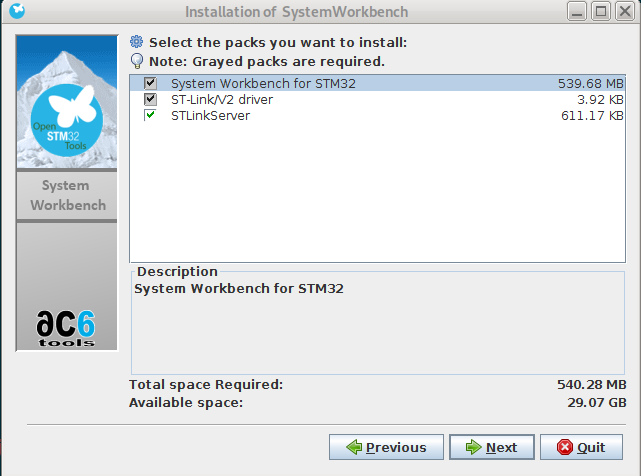 Installation of SystemWorkbench
Select the packs you want to install:
Note: Grayed packs are required.
System Workbench for STM32 539.68 MB
ST-Link/V2 driver 3.92 KB
STLinkServer 611.17 KB
Open
STM32
Tools
System
Workbench
ac6
tools
Description
System Workbench for STM32
Total space Required: 540.28 MB
Available space: 29.07 GB
Previous Next Quit